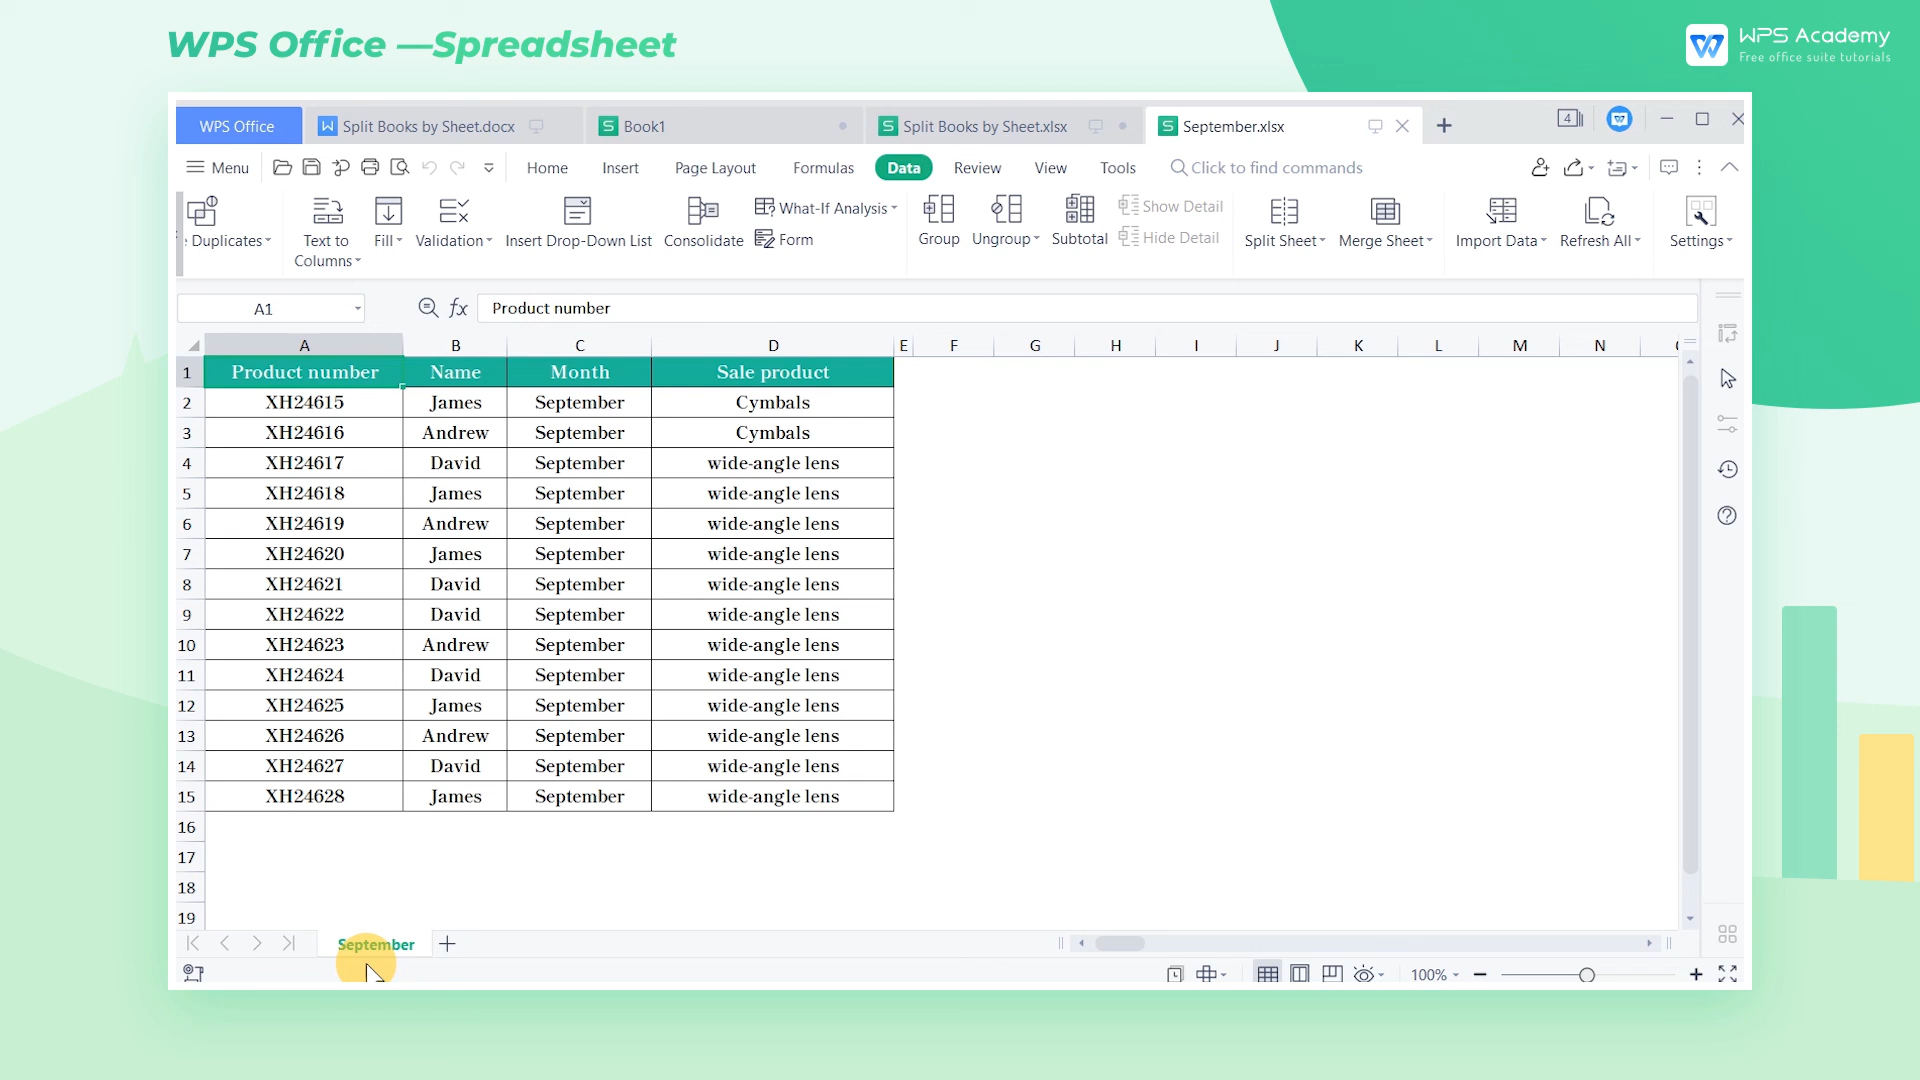 WPS Office —Spreadsheet
WPS Academy
Free office suite tutorials
WPS Office
Split Books by Sheet.docx
Book1
Split Books by Sheet.xlsx
September.xlsx
4
Menu
Home
Insert
Page Layout
Formulas
Data
Review
View
Tools
Click to find commands
Duplicates
Text to
Columns
Fill
Validation
Insert Drop-Down List
Consolidate
What-If Analysis
Form
Group
Ungroup
Subtotal
Show Detail
Hide Detail
Split Sheet
Merge Sheet
Import Data
Refresh All
Settings
A1
fx
Product number
A B C D E F G H I J K L M N
1 Product number Name Month Sale product
2 XH24615 James September Cymbals
3 XH24616 Andrew September Cymbals
4 XH24617 David September wide-angle lens
5 XH24618 James September wide-angle lens
6 XH24619 Andrew September wide-angle lens
7 XH24620 James September wide-angle lens
8 XH24621 David September wide-angle lens
9 XH24622 David September wide-angle lens
10 XH24623 Andrew September wide-angle lens
11 XH24624 David September wide-angle lens
12 XH24625 James September wide-angle lens
13 XH24626 Andrew September wide-angle lens
14 XH24627 David September wide-angle lens
15 XH24628 James September wide-angle lens
16
17
18
19
September
100%